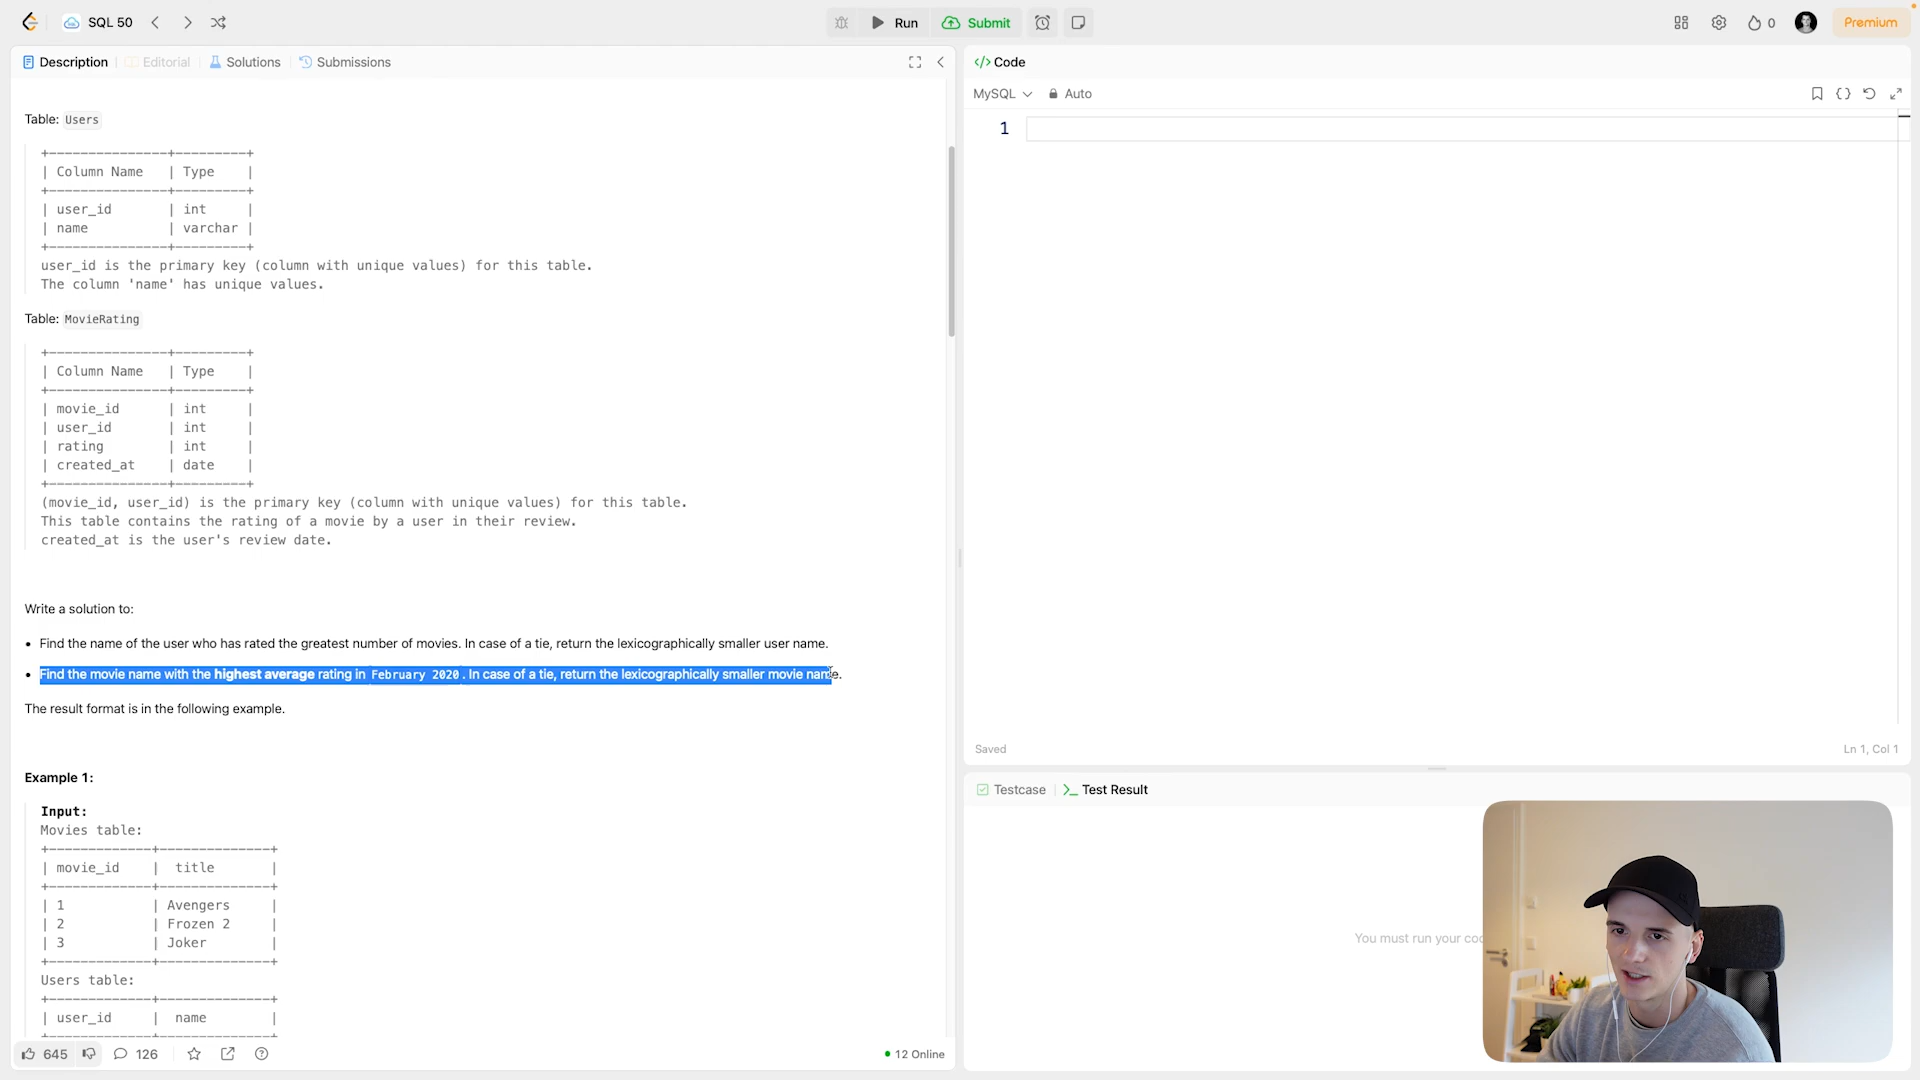 SQL 50
Run
Submit
0
Premium
Description
Editorial
Solutions
Submissions
Table: Users
+---------------+---------+
| Column Name   | Type    |
+---------------+---------+
| user_id       | int     |
| name          | varchar |
+---------------+---------+
user_id is the primary key (column with unique values) for this table.
The column 'name' has unique values.
Table: MovieRating
+---------------+---------+
| Column Name   | Type    |
+---------------+---------+
| movie_id      | int     |
| user_id       | int     |
| rating        | int     |
| created_at    | date    |
+---------------+---------+
(movie_id, user_id) is the primary key (column with unique values) for this table.
This table contains the rating of a movie by a user in their review.
created_at is the user's review date.
Write a solution to:
• Find the name of the user who has rated the greatest number of movies. In case of a tie, return the lexicographically smaller user name.
• Find the movie name with the highest average rating in February 2020. In case of a tie, return the lexicographically smaller movie name.
The result format is in the following example.
Example 1:
Input:
Movies table:
+-------------+--------------+
| movie_id    |  title       |
+-------------+--------------+
| 1           | Avengers     |
| 2           | Frozen 2     |
| 3           | Joker        |
+-------------+--------------+
Users table:
+-------------+--------------+
| user_id     |  name        |
+-------------+--------------+
645
126
12 Online
</> Code
MySQL
Auto
1
Saved
Ln 1, Col 1
Testcase
Test Result
You must run your